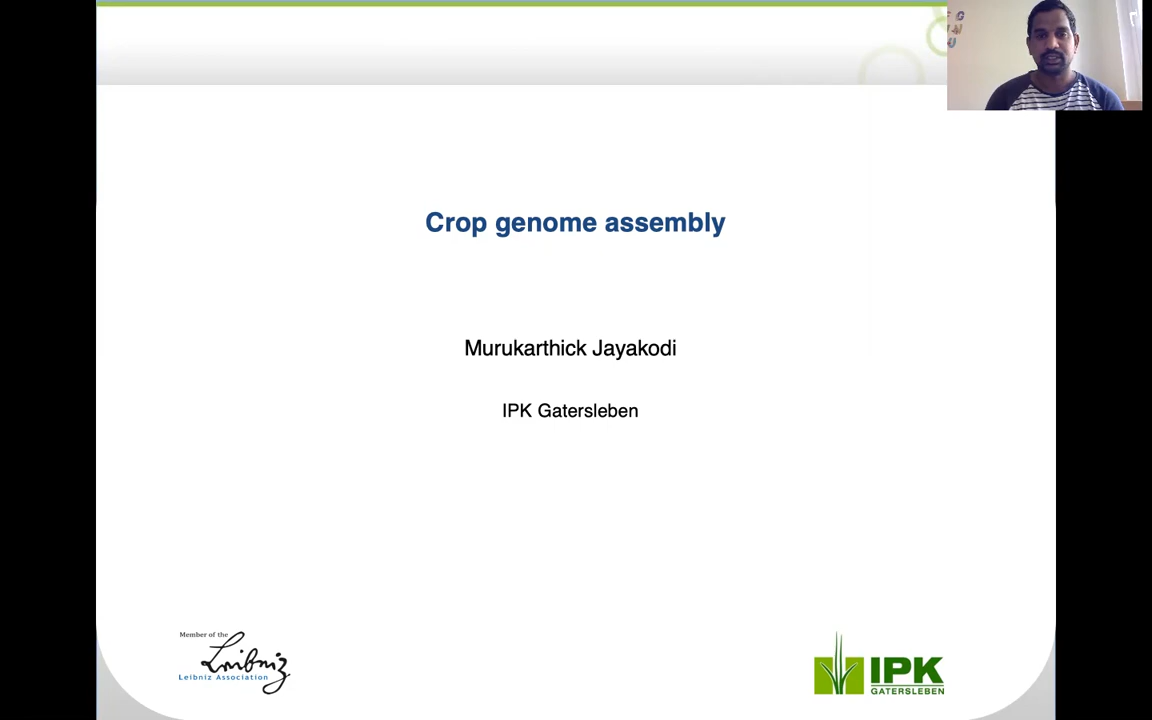 Crop genome assembly
Murukarthick Jayakodi
IPK Gatersleben
Member of the
Leibniz
Leibniz Association
IPK
GATERSLEBEN